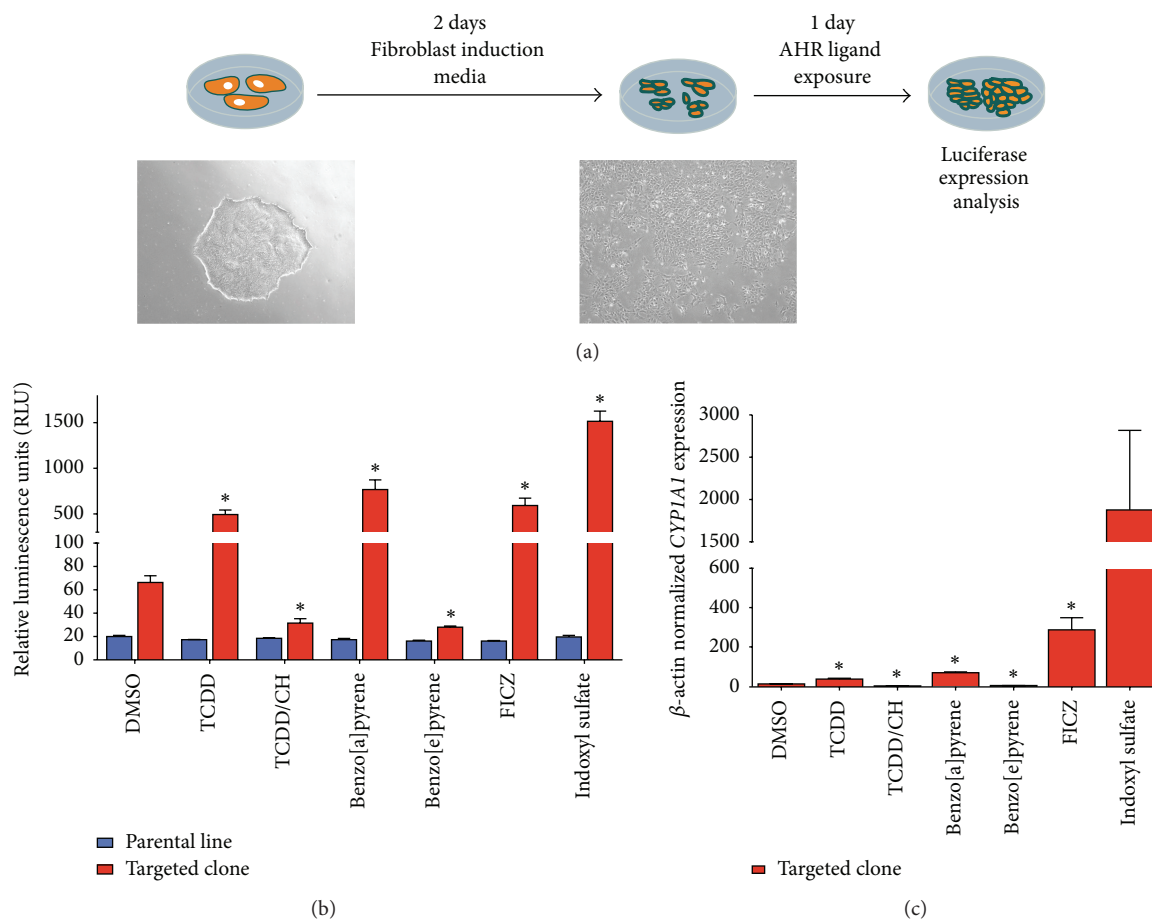 2 days
Fibroblast induction
media
1 day
AHR ligand
exposure
Luciferase
expression
analysis
(a)
Relative luminescence units (RLU)
1500
1000
500
100
80
60
40
20
0
DMSO
TCDD
TCDD/CH
Benzo[a]pyrene
Benzo[e]pyrene
FICZ
Indoxyl sulfate
*
*
*
*
*
*
Parental line
Targeted clone
(b)
β-actin normalized CYP1A1 expression
3000
2500
2000
1500
600
400
200
0
DMSO
TCDD
TCDD/CH
Benzo[a]pyrene
Benzo[e]pyrene
FICZ
Indoxyl sulfate
*
*
*
*
*
Targeted clone
(c)